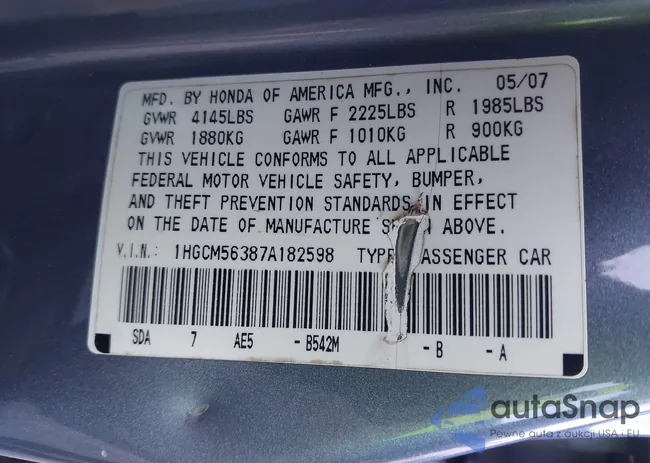 MFD. BY HONDA OF AMERICA MFG., INC. 05/07
GVWR 4145LBS GAWR F 2225LBS R 1985LBS
GVWR 1880KG GAWR F 1010KG R 900KG
THIS VEHICLE CONFORMS TO ALL APPLICABLE
FEDERAL MOTOR VEHICLE SAFETY, BUMPER,
AND THEFT PREVENTION STANDARDS IN EFFECT
ON THE DATE OF MANUFACTURE ABOVE.
V.I.N.: 1HGCM56387A182598 TYPE PASSENGER CAR
SDA 7 AE5 -B542M -B -A
autoSnap
Pewne auta z aukcji USA i EU